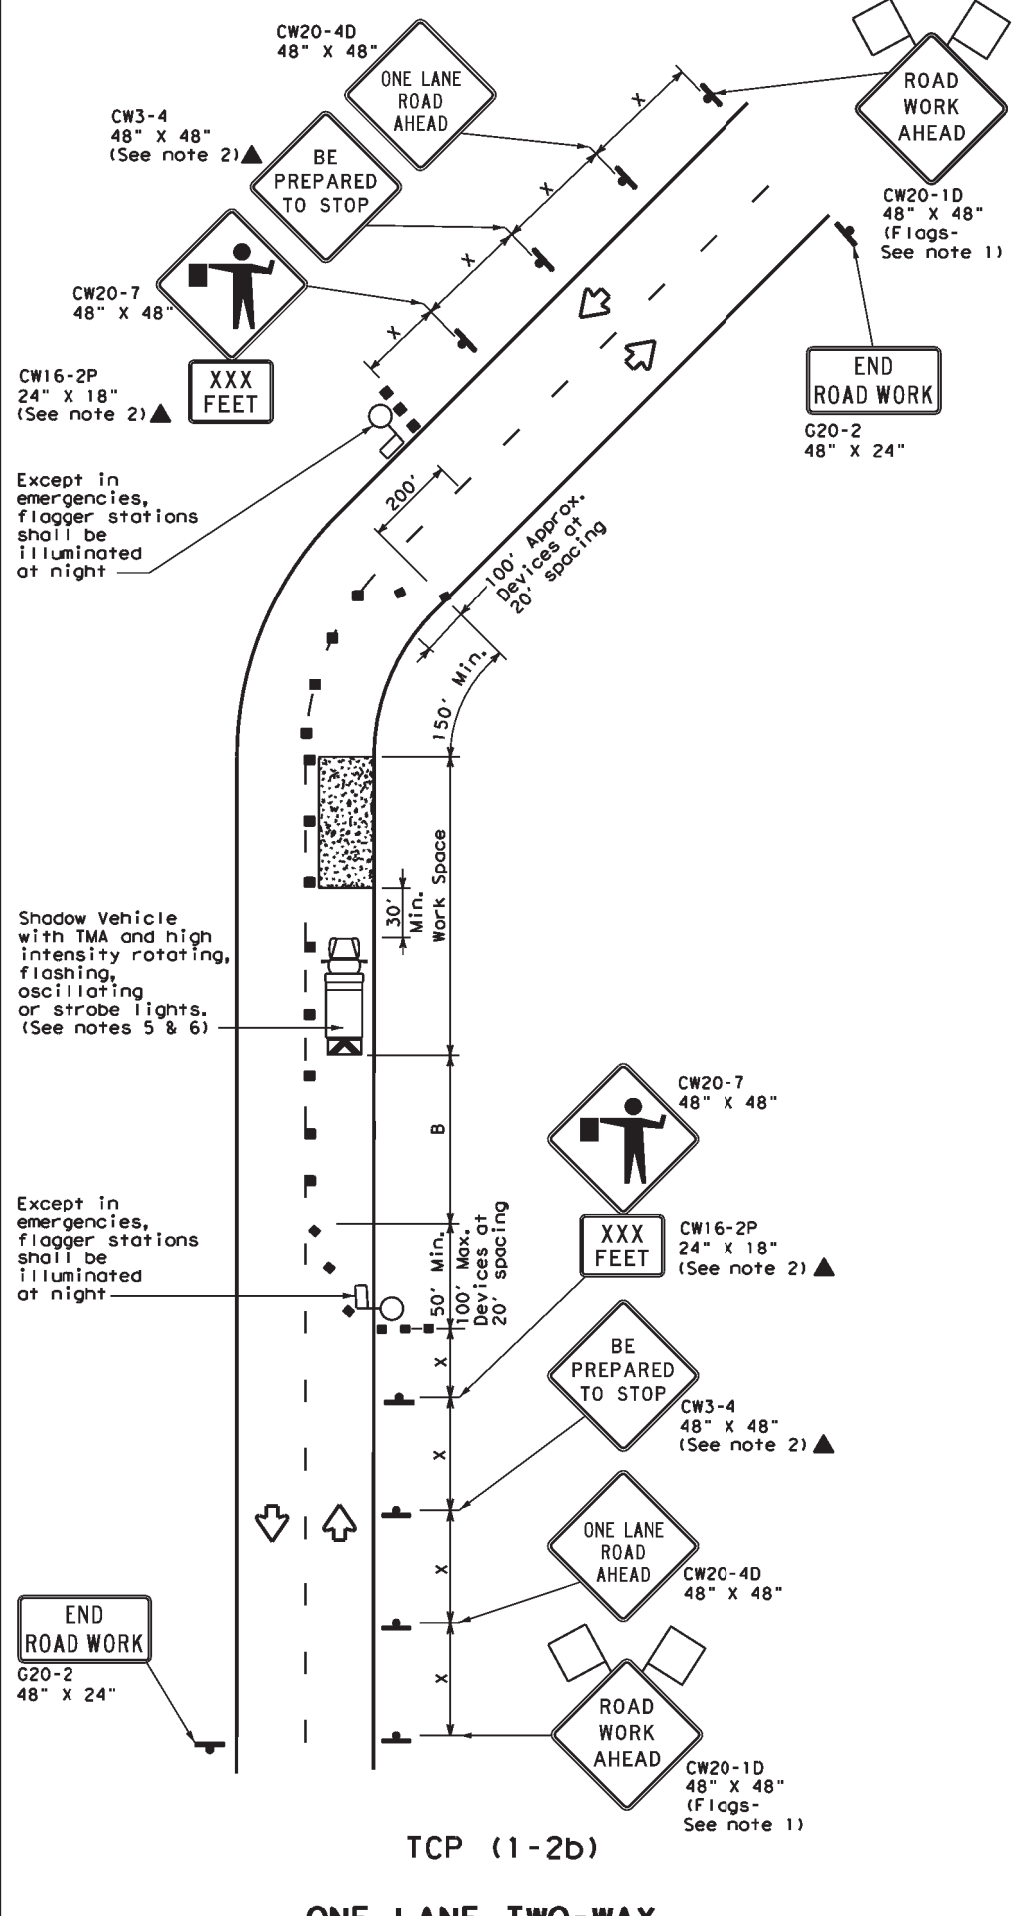 CW20-4D
48" X 48"
ONE LANE
ROAD
AHEAD
ROAD
WORK
AHEAD
CW20-1D
48" X 48"
(Flags-
See note 1)
CW3-4
48" X 48"
(See note 2)
BE
PREPARED
TO STOP
X
X
X
X
CW20-7
48" X 48"
CW16-2P
24" X 18"
(See note 2)
XXX
FEET
END
ROAD WORK
G20-2
48" X 24"
Except in
emergencies,
flagger stations
shall be
illuminated
at night
200'
100' Approx.
Devices at
20' spacing
150' Min.
30'
Min.
Work Space
Shadow Vehicle
with TMA and high
intensity rotating,
flashing,
oscillating
or strobe lights.
(See notes 5 & 6)
B
CW20-7
48" X 48"
XXX
FEET
CW16-2P
24" X 18"
(See note 2)
Except in
emergencies,
flagger stations
shall be
illuminated
at night
50' Min.
100' Max.
Devices at
20' spacing
X
X
X
X
BE
PREPARED
TO STOP
CW3-4
48" X 48"
(See note 2)
ONE LANE
ROAD
AHEAD
CW20-4D
48" X 48"
END
ROAD WORK
G20-2
48" X 24"
ROAD
WORK
AHEAD
CW20-1D
48" X 48"
(Flags-
See note 1)
TCP (1-2b)
ONE LANE TWO-WAY